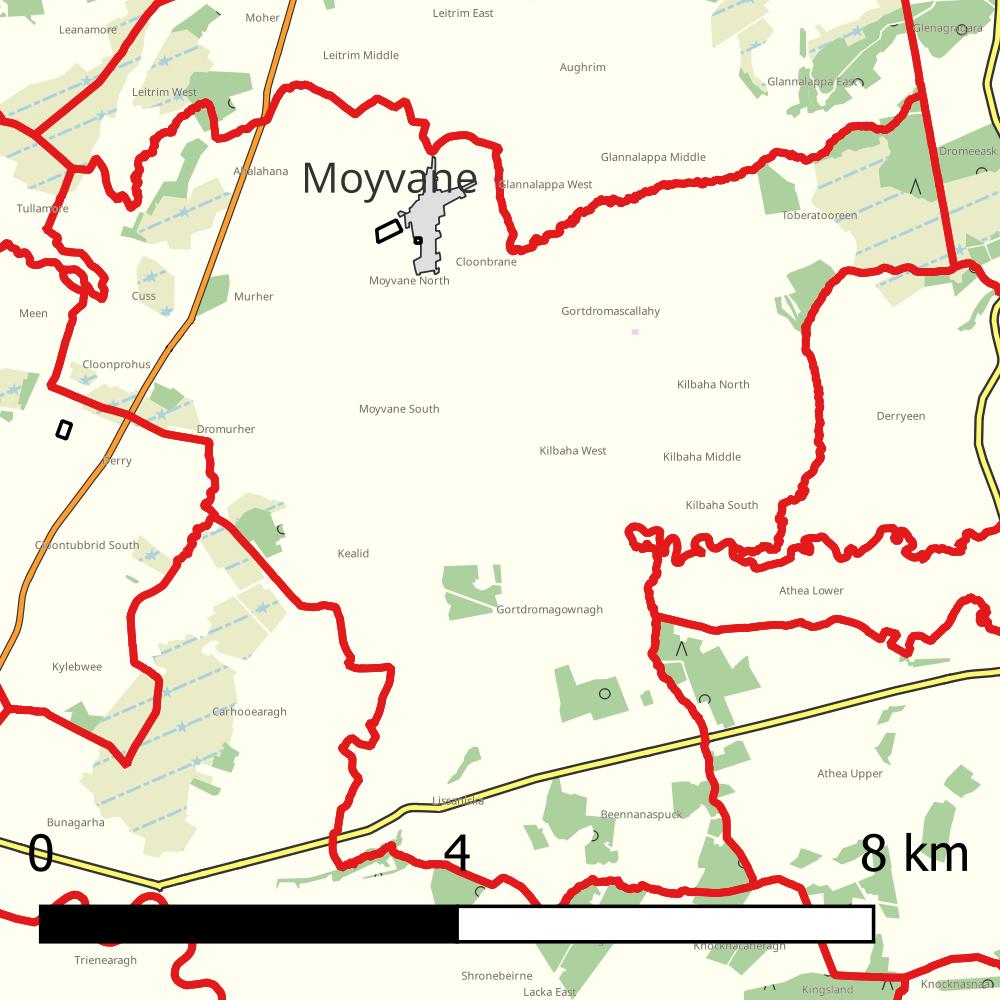 Leitrim East
Moher
Leanamore
Glenagragara
Leitrim Middle
Aughrim
Glannalappa East
Leitrim West
Dromeeask
Glannalappa Middle
Moyvane
Glannalappa West
Tullamore
Toberatooreen
Cloonbrane
Moyvane North
Cuss
Murher
Meen
Gortdromascallahy
Cloonprohus
Kilbaha North
Moyvane South
Derryeen
Dromurher
Kilbaha West
Kilbaha Middle
Derry
Kilbaha South
Cloontubbrid South
Kealid
Athea Lower
Gortdromagownagh
Kylebwee
Carhooearagh
Athea Upper
Lissaniska
Beennanaspuck
Bunagarha
0
4
8 km
Knocknacaheragh
Trienearagh
Shronebeirne
Lacka East
Kingsland